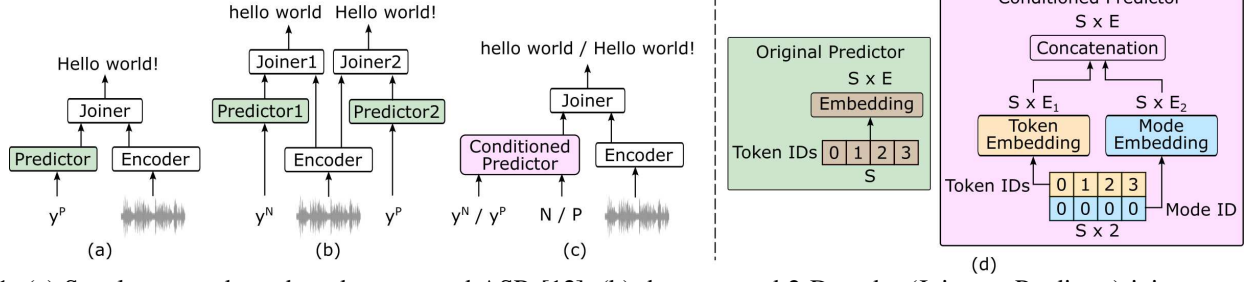 hello world Hello world!
Joiner1 Joiner2
Predictor1 Predictor2
Encoder
y^N y^P
(b)
Hello world!
Joiner
Predictor Encoder
y^P
(a)
hello world / Hello world!
Joiner
Conditioned
Predictor
Encoder
y^N / y^P N / P
(c)
Original Predictor
S x E
Embedding
Token IDs 0 1 2 3
S
Conditioned Predictor
S x E
Concatenation
S x E₁ S x E₂
Token
Embedding
Mode
Embedding
Token IDs 0 1 2 3
0 0 0 0 Mode ID
S x 2
(d)